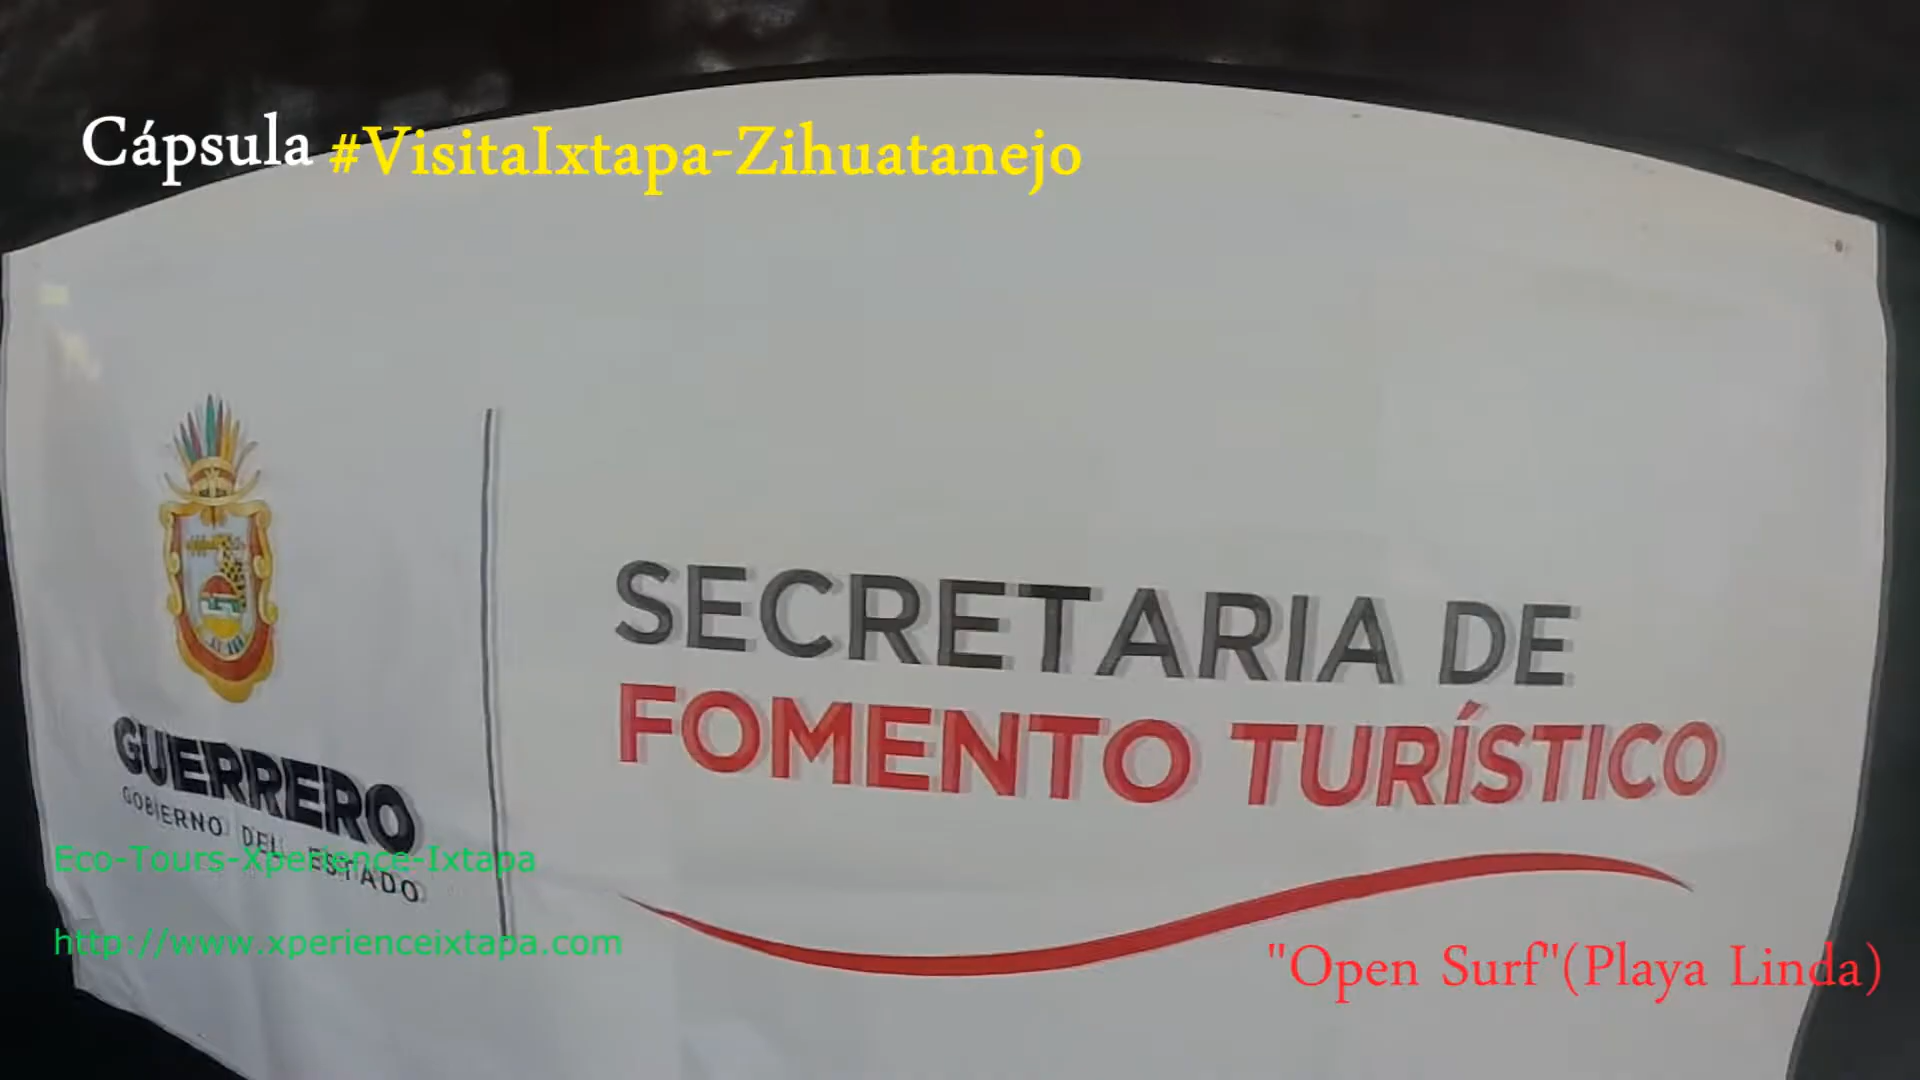 Cápsula #VisitaIxtapa-Zihuatanejo
SECRETARIA DE
FOMENTO TURÍSTICO
GUERRERO
GOBIERNO DEL ESTADO
Eco-Tours-Xperience-Ixtapa
http://www.xperienceixtapa.com
"Open Surf"(Playa Linda)